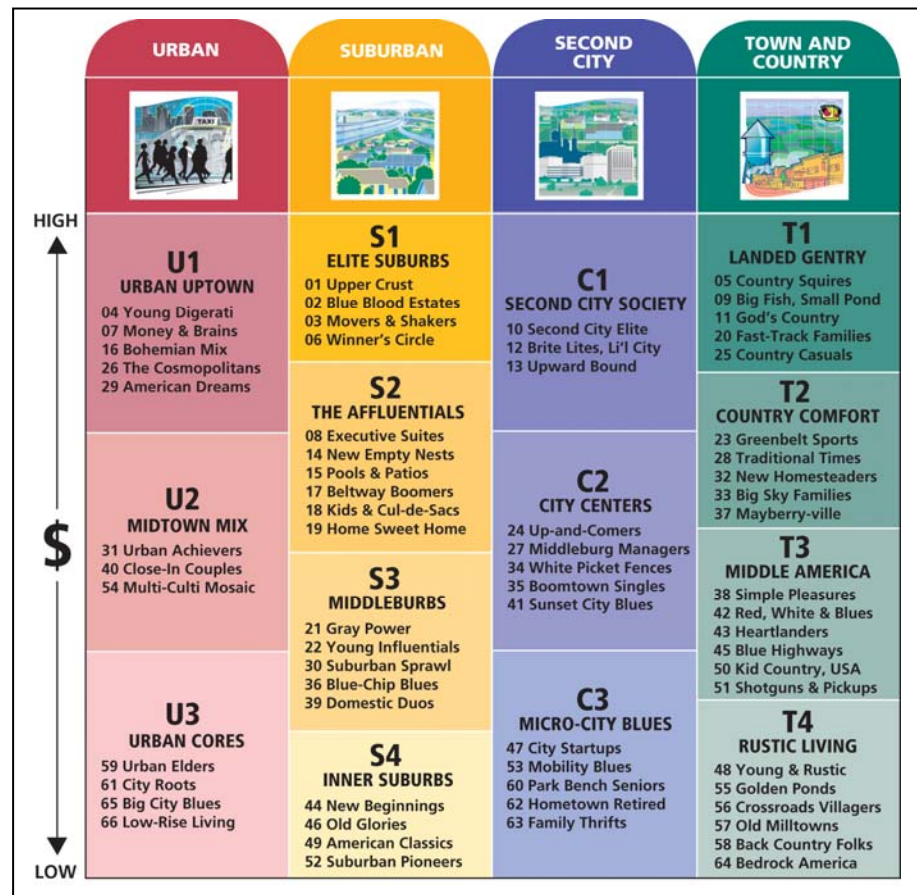 URBAN
SUBURBAN
SECOND
CITY
TOWN AND
COUNTRY
TAXI
HIGH
$
LOW
U1
URBAN UPTOWN
04 Young Digerati
07 Money & Brains
16 Bohemian Mix
26 The Cosmopolitans
29 American Dreams
U2
MIDTOWN MIX
31 Urban Achievers
40 Close-In Couples
54 Multi-Culti Mosaic
U3
URBAN CORES
59 Urban Elders
61 City Roots
65 Big City Blues
66 Low-Rise Living
S1
ELITE SUBURBS
01 Upper Crust
02 Blue Blood Estates
03 Movers & Shakers
06 Winner's Circle
S2
THE AFFLUENTIALS
08 Executive Suites
14 New Empty Nests
15 Pools & Patios
17 Beltway Boomers
18 Kids & Cul-de-Sacs
19 Home Sweet Home
S3
MIDDLEBURBS
21 Gray Power
22 Young Influentials
30 Suburban Sprawl
36 Blue-Chip Blues
39 Domestic Duos
S4
INNER SUBURBS
44 New Beginnings
46 Old Glories
49 American Classics
52 Suburban Pioneers
C1
SECOND CITY SOCIETY
10 Second City Elite
12 Brite Lites, Li'l City
13 Upward Bound
C2
CITY CENTERS
24 Up-and-Comers
27 Middleburg Managers
34 White Picket Fences
35 Boomtown Singles
41 Sunset City Blues
C3
MICRO-CITY BLUES
47 City Startups
53 Mobility Blues
60 Park Bench Seniors
62 Hometown Retired
63 Family Thrifts
T1
LANDED GENTRY
05 Country Squires
09 Big Fish, Small Pond
11 God's Country
20 Fast-Track Families
25 Country Casuals
T2
COUNTRY COMFORT
23 Greenbelt Sports
28 Traditional Times
32 New Homesteaders
33 Big Sky Families
37 Mayberry-ville
T3
MIDDLE AMERICA
38 Simple Pleasures
42 Red, White & Blues
43 Heartlanders
45 Blue Highways
50 Kid Country, USA
51 Shotguns & Pickups
T4
RUSTIC LIVING
48 Young & Rustic
55 Golden Ponds
56 Crossroads Villagers
57 Old Milltowns
58 Back Country Folks
64 Bedrock America